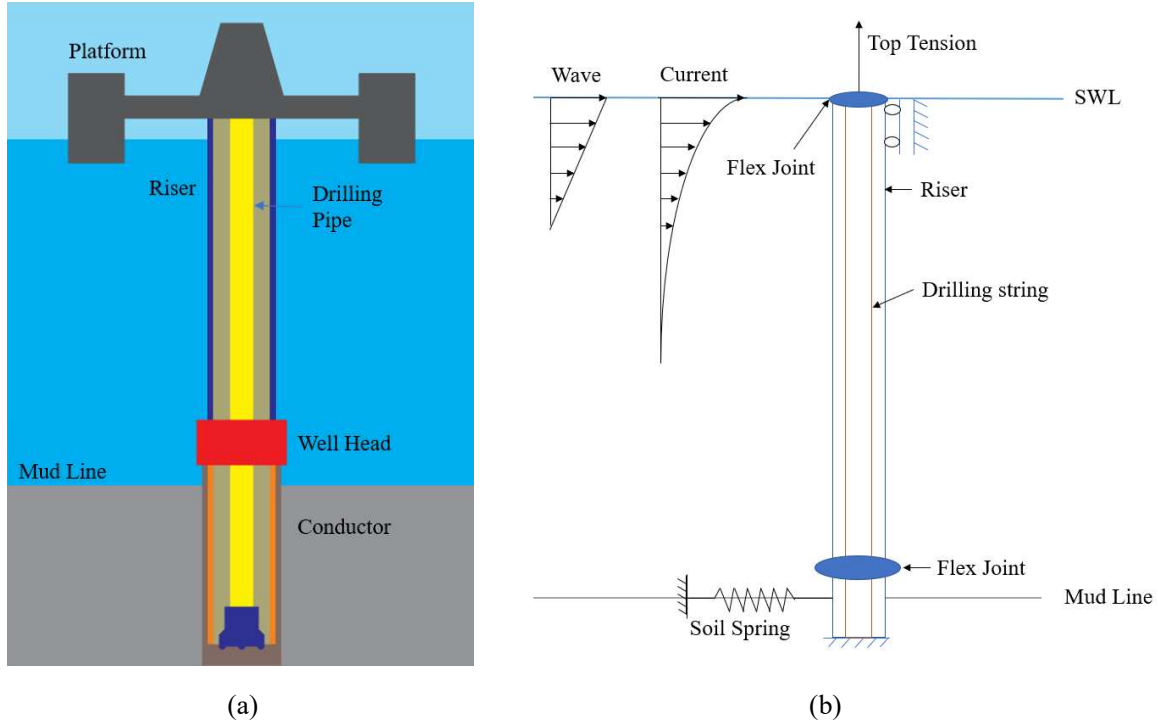 Platform
Riser
Drilling
Pipe
Well Head
Mud Line
Conductor
(a)
Top Tension
Wave
Current
SWL
Flex Joint
Riser
Drilling string
Flex Joint
Mud Line
Soil Spring
(b)